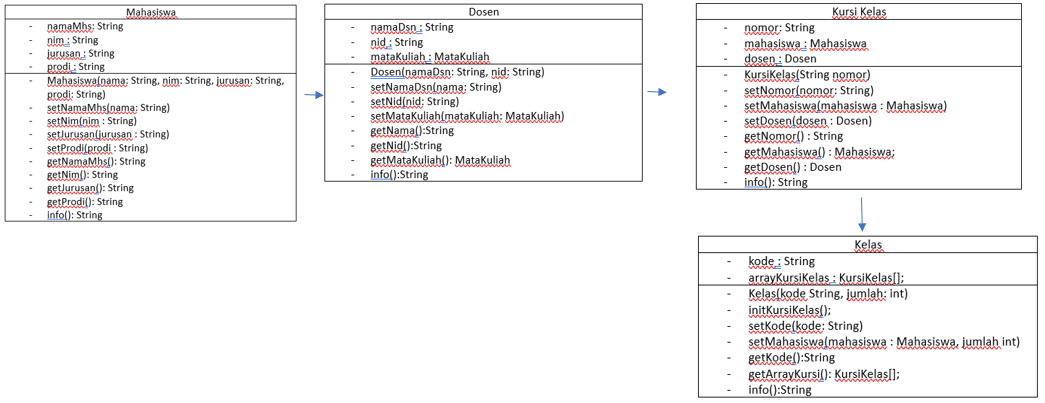 Mahasiswa
- namaMhs: String
- nim : String
- jurusan : String
- prodi : String
- Mahasiswa(nama: String, nim: String, jurusan: String,
prodi: String)
- setNamaMhs(nama: String)
- setNim(nim : String)
- setJurusan(jurusan : String)
- setProdi(prodi : String)
- getNamaMhs(): String
- getNim(): String
- getJurusan(): String
- getProdi(): String
- info(): String
Dosen
- namaDsn : String
- nid : String
- mataKuliah : MataKuliah
- Dosen(namaDsn: String, nid: String)
- setNamaDsn(nama: String)
- setNid(nid: String)
- setMataKuliah(mataKuliah: MataKuliah)
- getNama():String
- getNid():String
- getMataKuliah(): MataKuliah
- info():String
Kursi Kelas
- nomor: String
- mahasiswa : Mahasiswa
- dosen : Dosen
- KursiKelas(String nomor)
- setNomor(nomor: String)
- setMahasiswa(mahasiswa : Mahasiswa)
- setDosen(dosen : Dosen)
- getNomor() : String
- getMahasiswa() : Mahasiswa;
- getDosen() : Dosen
- info(): String
Kelas
- kode : String
- arrayKursiKelas : KursiKelas[];
- Kelas(kode String, jumlah: int)
- initKursiKelas();
- setKode(kode: String)
- setMahasiswa(mahasiswa : Mahasiswa, jumlah int)
- getKode():String
- getArrayKursi(): KursiKelas[];
- info():String